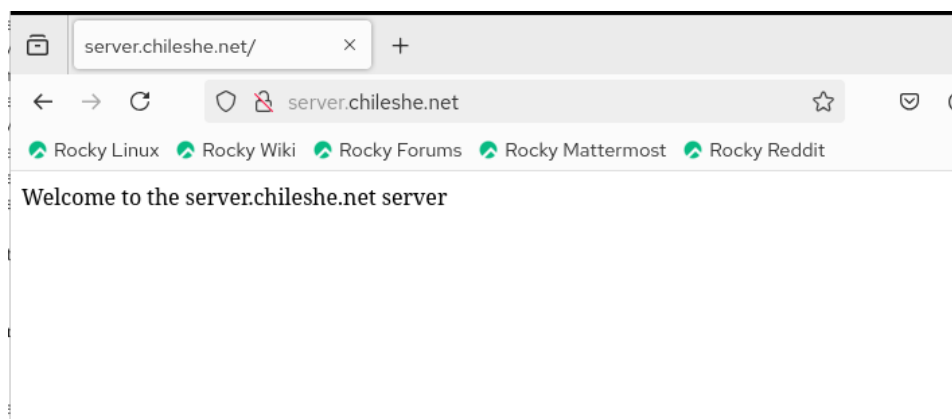 server.chileshe.net/
server.chileshe.net
Rocky Linux Rocky Wiki Rocky Forums Rocky Mattermost Rocky Reddit
Welcome to the server.chileshe.net server